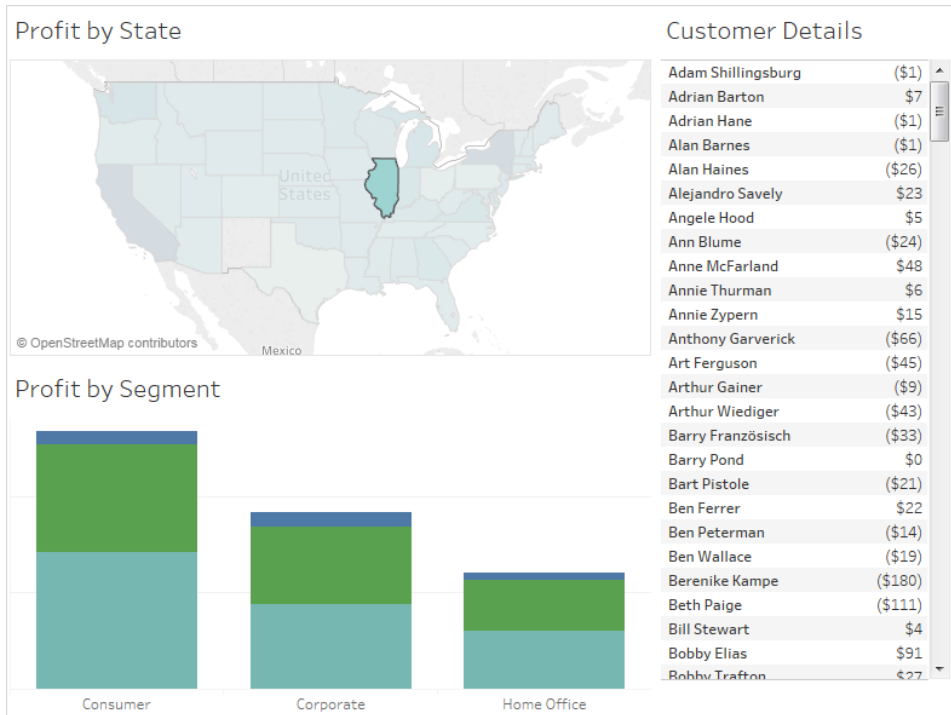 Profit by State
United
States
© OpenStreetMap contributors
Mexico
Profit by Segment
Consumer
Corporate
Home Office
Customer Details
Adam Shillingsburg ($1)
Adrian Barton $7
Adrian Hane ($1)
Alan Barnes ($1)
Alan Haines ($26)
Alejandro Savely $23
Angele Hood $5
Ann Blume ($24)
Anne McFarland $48
Annie Thurman $6
Annie Zypern $15
Anthony Garverick ($66)
Art Ferguson ($45)
Arthur Gainer ($9)
Arthur Wiediger ($43)
Barry Französisch ($33)
Barry Pond $0
Bart Pistole ($21)
Ben Ferrer $22
Ben Peterman ($14)
Ben Wallace ($19)
Berenike Kampe ($180)
Beth Paige ($111)
Bill Stewart $4
Bobby Elias $91
Bobby Trafton $27